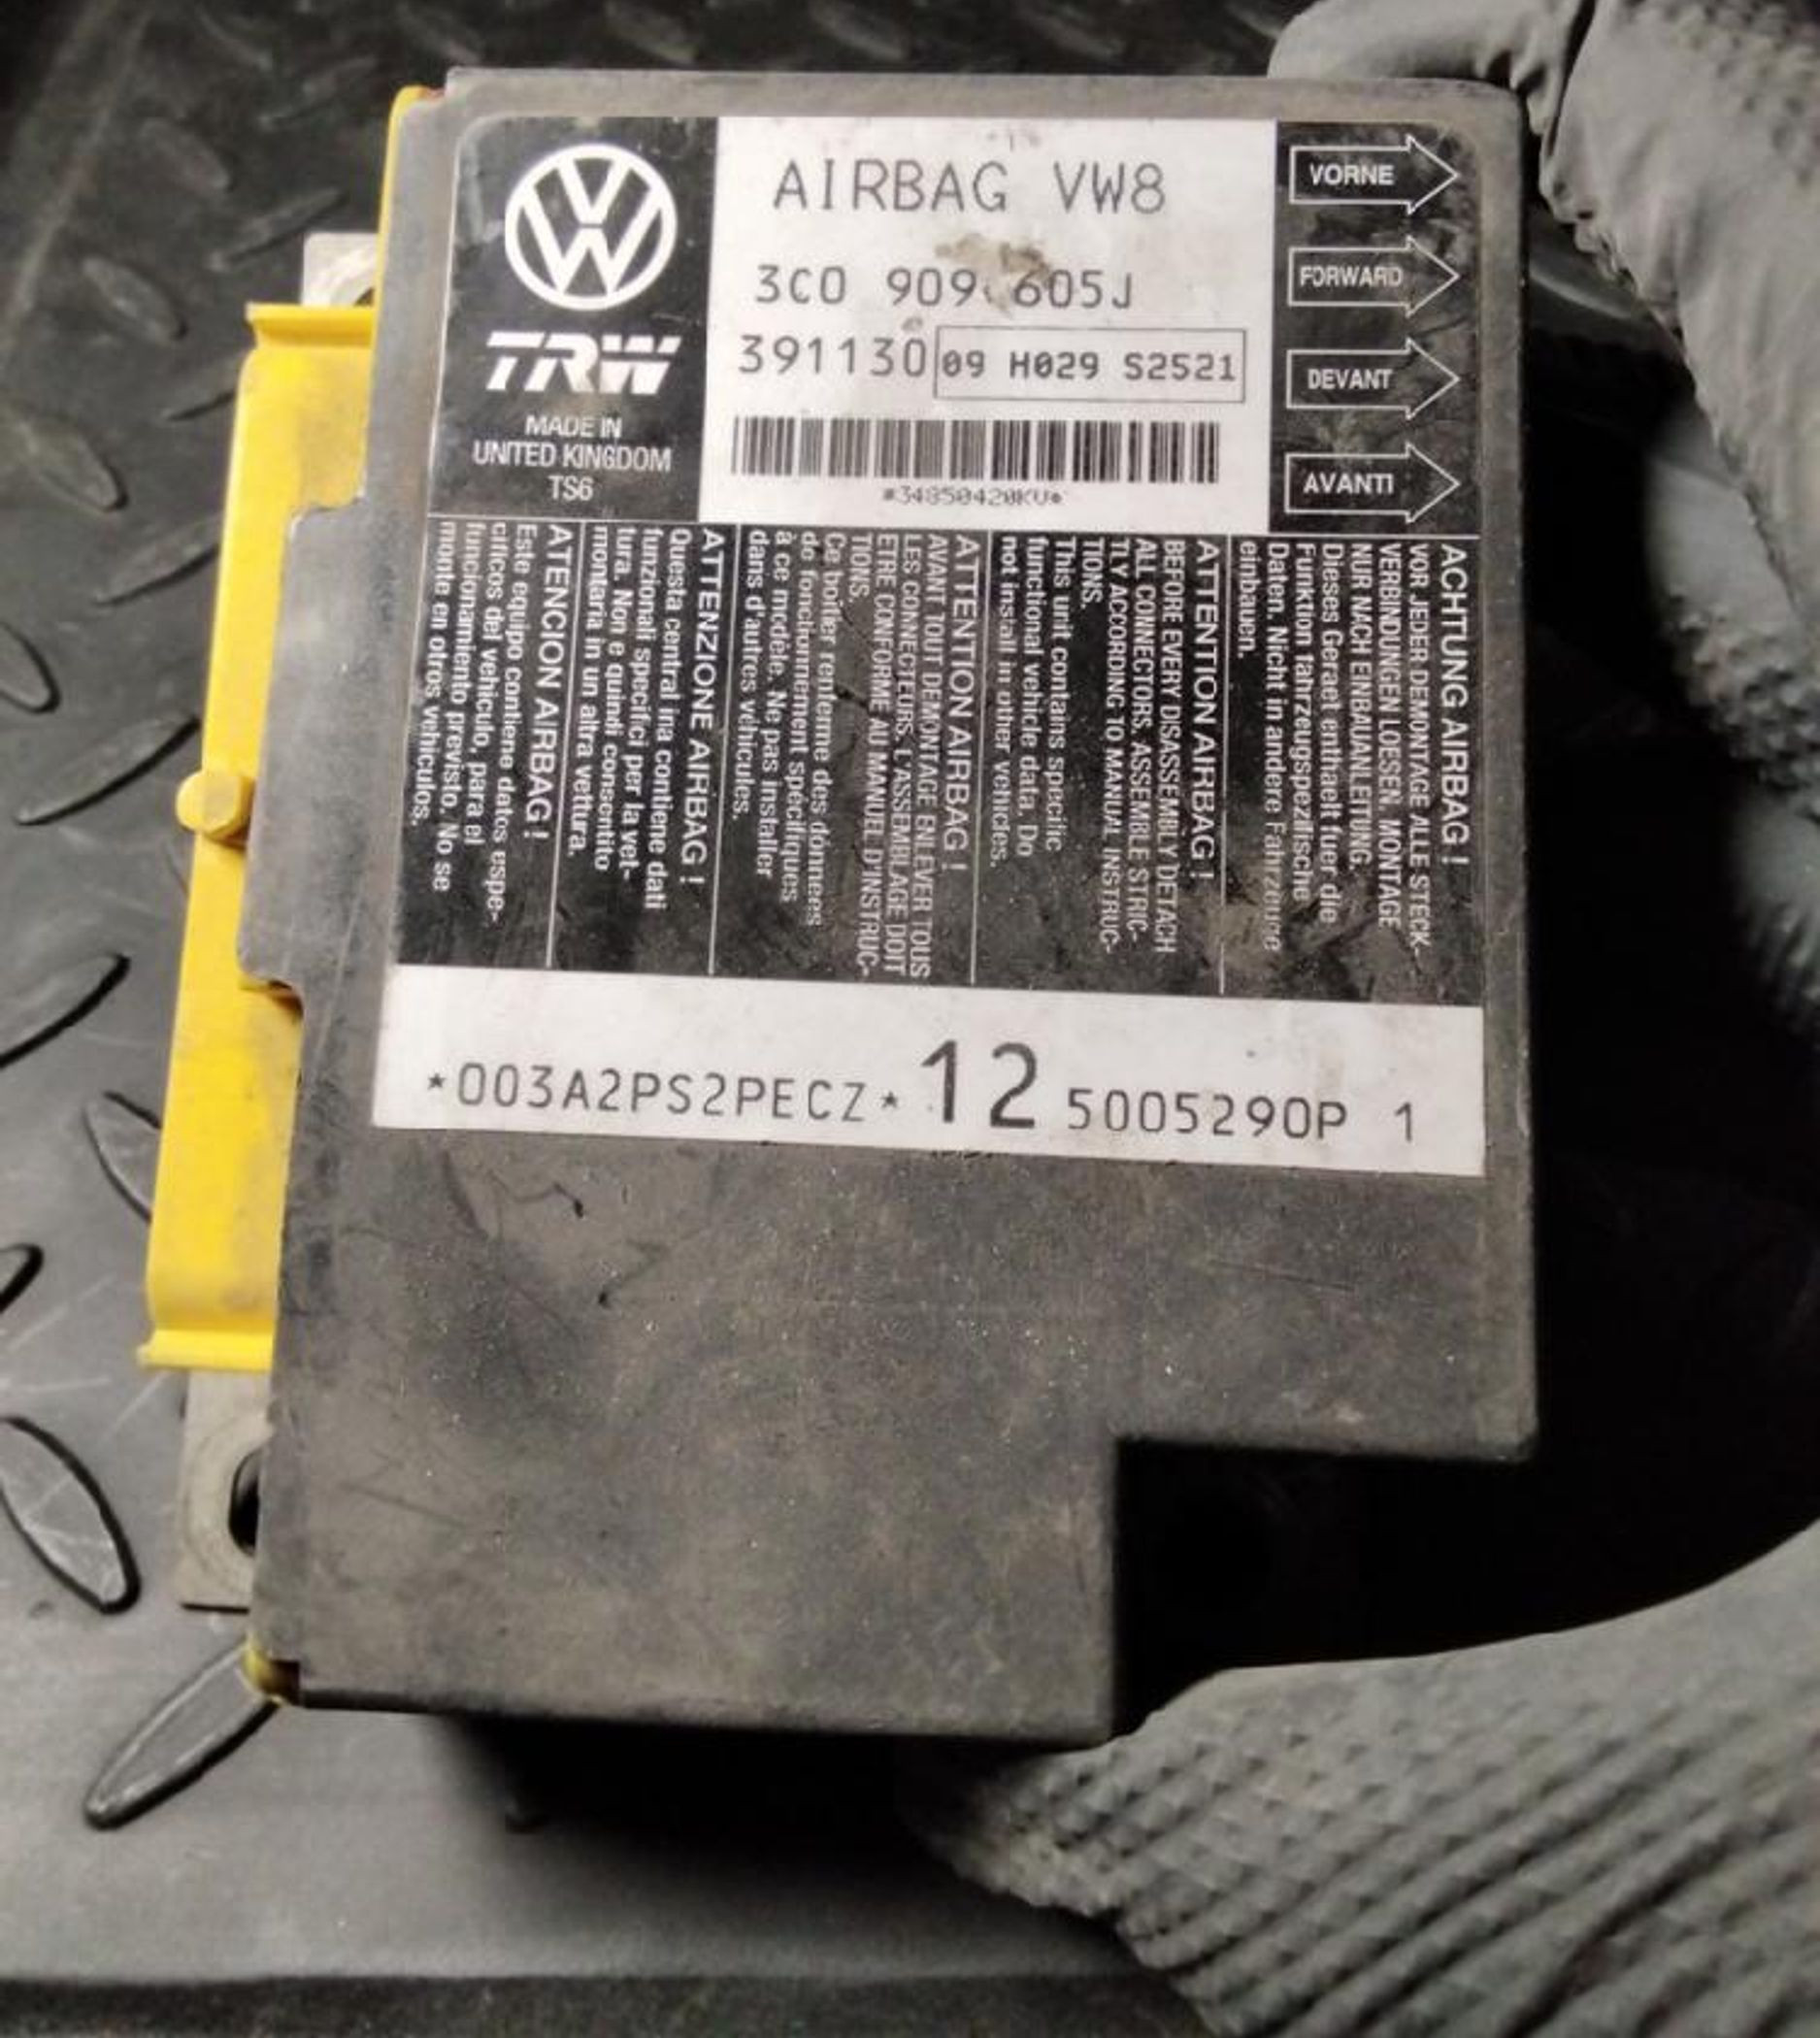 AIRBAG VW8
3C0 909 605J
391130 09 H029 S2521
*34850420KV*
VW
TRW
MADE IN
UNITED KINGDOM
TS6
VORNE
FORWARD
DEVANT
AVANTI
ACHTUNG AIRBAG!
VOR JEDER DEMONTAGE ALLE STECK-
VERBINDUNGEN LOESEN. MONTAGE
NUR NACH EINBAUANLEITUNG.
Dieses Geraet enthaelt fuer die
Funktion fahrzeugspezifische
Daten. Nicht in andere Fahrzeuge
einbauen.
ATTENTION AIRBAG!
BEFORE EVERY DISASSEMBLY DETACH
ALL CONNECTORS. ASSEMBLE STRIC-
TLY ACCORDING TO MANUAL INSTRUC-
TIONS.
This unit contains specific
functional vehicle data. Do
not install in other vehicles.
ATTENTION AIRBAG!
AVANT TOUT DEMONTAGE ENLEVER TOUS
LES CONNECTEURS. L'ASSEMBLAGE DOIT
ETRE CONFORME AU MANUEL D'INSTRUC-
TIONS.
Ce boîtier renferme des données
de fonctionnement spécifiques
à ce modèle. Ne pas installer
dans d'autres véhicules.
ATTENZIONE AIRBAG!
Questa central ina contiene dati
funzionali specifici per la vet-
tura. Non e quindi consentito
montarla in un altra vettura.
ATENCION AIRBAG!
Este equipo contiene datos espe-
cificos del vehiculo, para el
funcionamiento previsto. No se
monte en otros vehiculos.
*003A2PS2PECZ* 12 5005290P 1